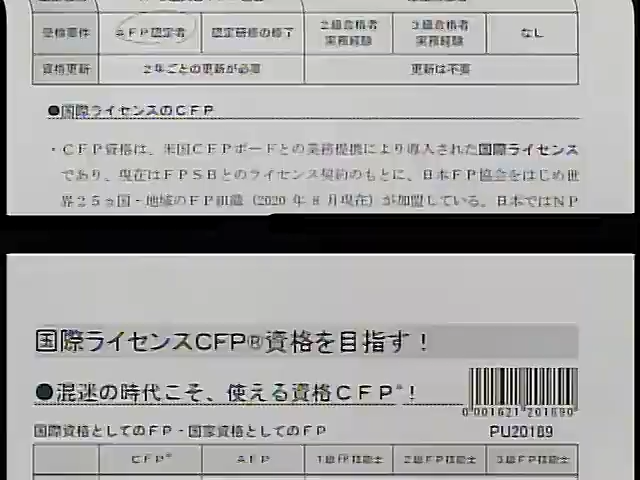 受検要件 AFP認定者 認定研修の修了 2級合格者 実務経験 3級合格者 実務経験 なし
資格更新 2年ごとの更新が必要 更新は不要
●国際ライセンスのCFP
・CFP資格は、米国CFPボードとの業務提携により導入された国際ライセンス
であり、現在はFPSBとのライセンス契約のもとに、日本FP協会をはじめ世
界25ヵ国・地域のFP組織(2020 年 8 月現在)が加盟している。日本ではNP
国際ライセンスCFP®資格を目指す!
●混迷の時代こそ、使える資格CFP®!
PU20169
国際資格としてのFP・国家資格としてのFP
CFP® AFP 1級FP技能士 2級FP技能士 3級FP技能士